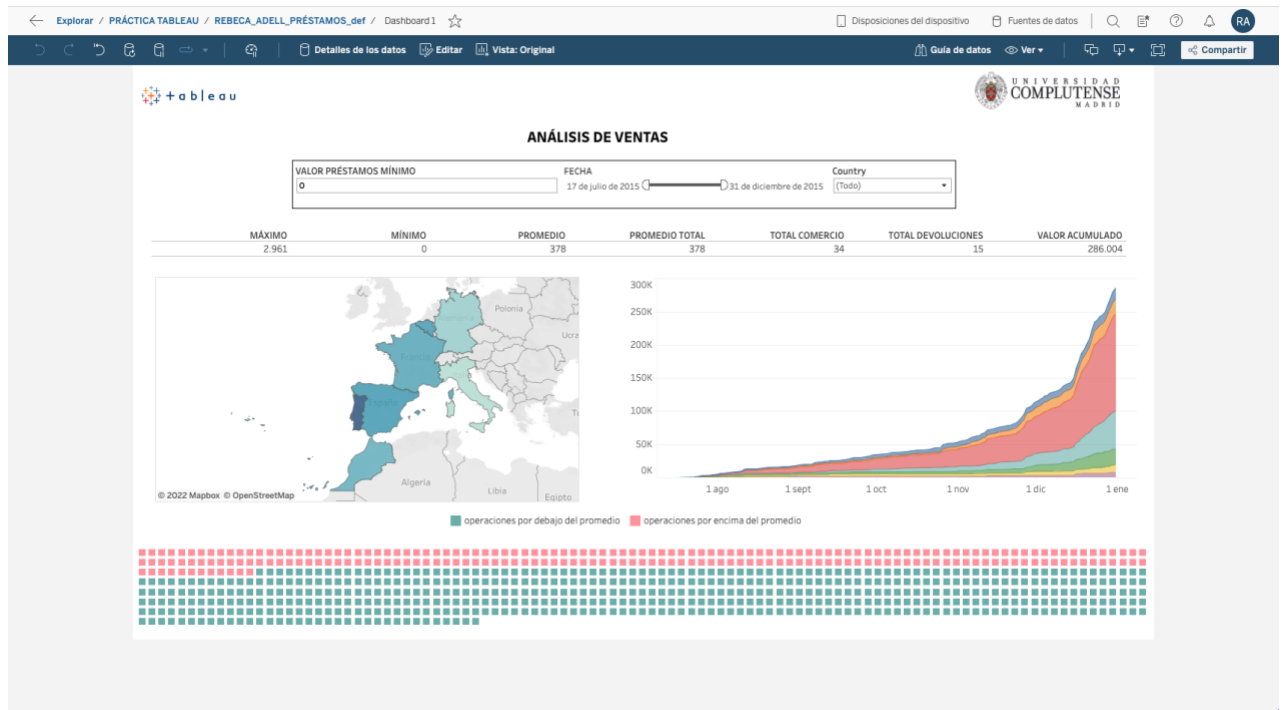 Explorar / PRÁCTICA TABLEAU / REBECA_ADELL_PRÉSTAMOS_def / Dashboard 1
Disposiciones del dispositivo Fuentes de datos RA
Detalles de los datos Editar Vista: Original
Guía de datos Ver Compartir
+ a b | e a u
UNIVERSIDAD
COMPLUTENSE
MADRID
ANÁLISIS DE VENTAS
VALOR PRÉSTAMOS MÍNIMO FECHA Country
0 17 de julio de 2015 31 de diciembre de 2015 (Todo)
MÁXIMO MÍNIMO PROMEDIO PROMEDIO TOTAL TOTAL COMERCIO TOTAL DEVOLUCIONES VALOR ACUMULADO
2.961 0 378 378 34 15 286.004
Polonia
Ucra
Francia
España
Argelia
Libia
Egipto
© 2022 Mapbox © OpenStreetMap
300K
250K
200K
150K
100K
50K
0K
1 ago 1 sept 1 oct 1 nov 1 dic 1 ene
operaciones por debajo del promedio operaciones por encima del promedio